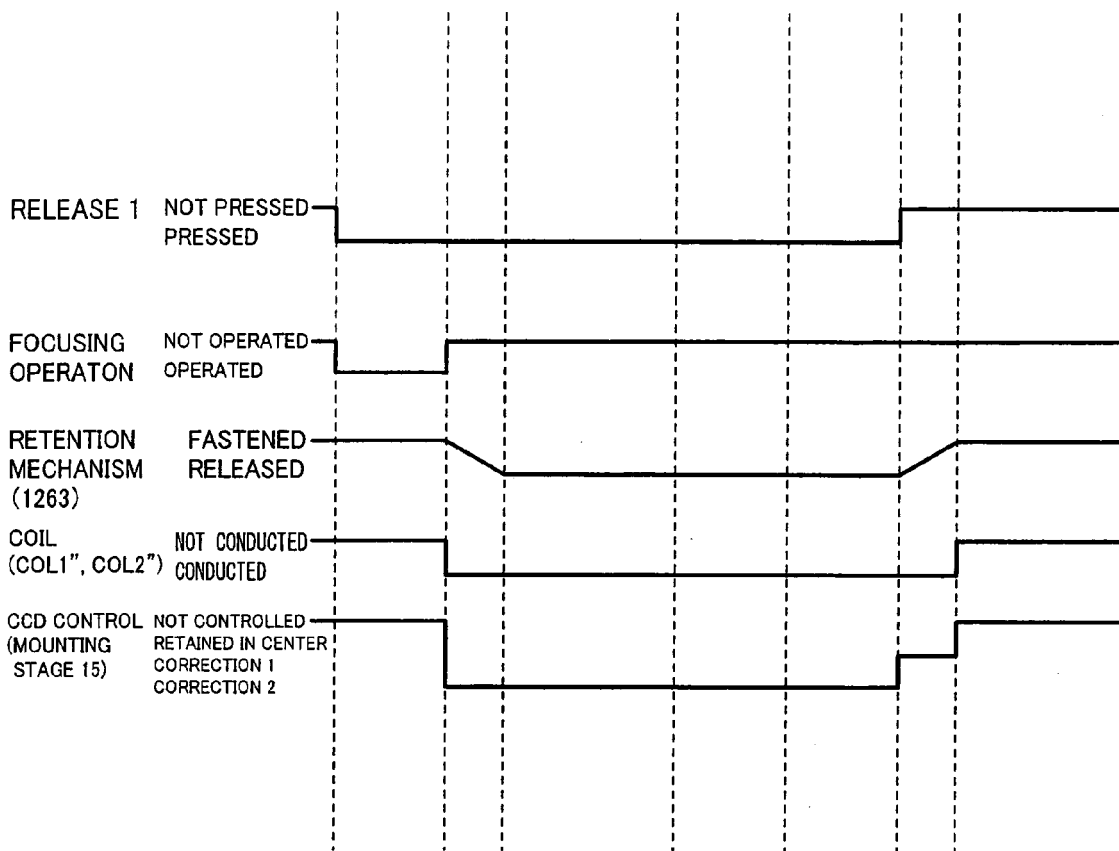 RELEASE 1 NOT PRESSED
PRESSED
FOCUSING NOT OPERATED
OPERATON OPERATED
RETENTION FASTENED
MECHANISM RELEASED
(1263)
COIL NOT CONDUCTED
(COL1", COL2") CONDUCTED
CCD CONTROL NOT CONTROLLED
(MOUNTING RETAINED IN CENTER
STAGE 15) CORRECTION 1
CORRECTION 2